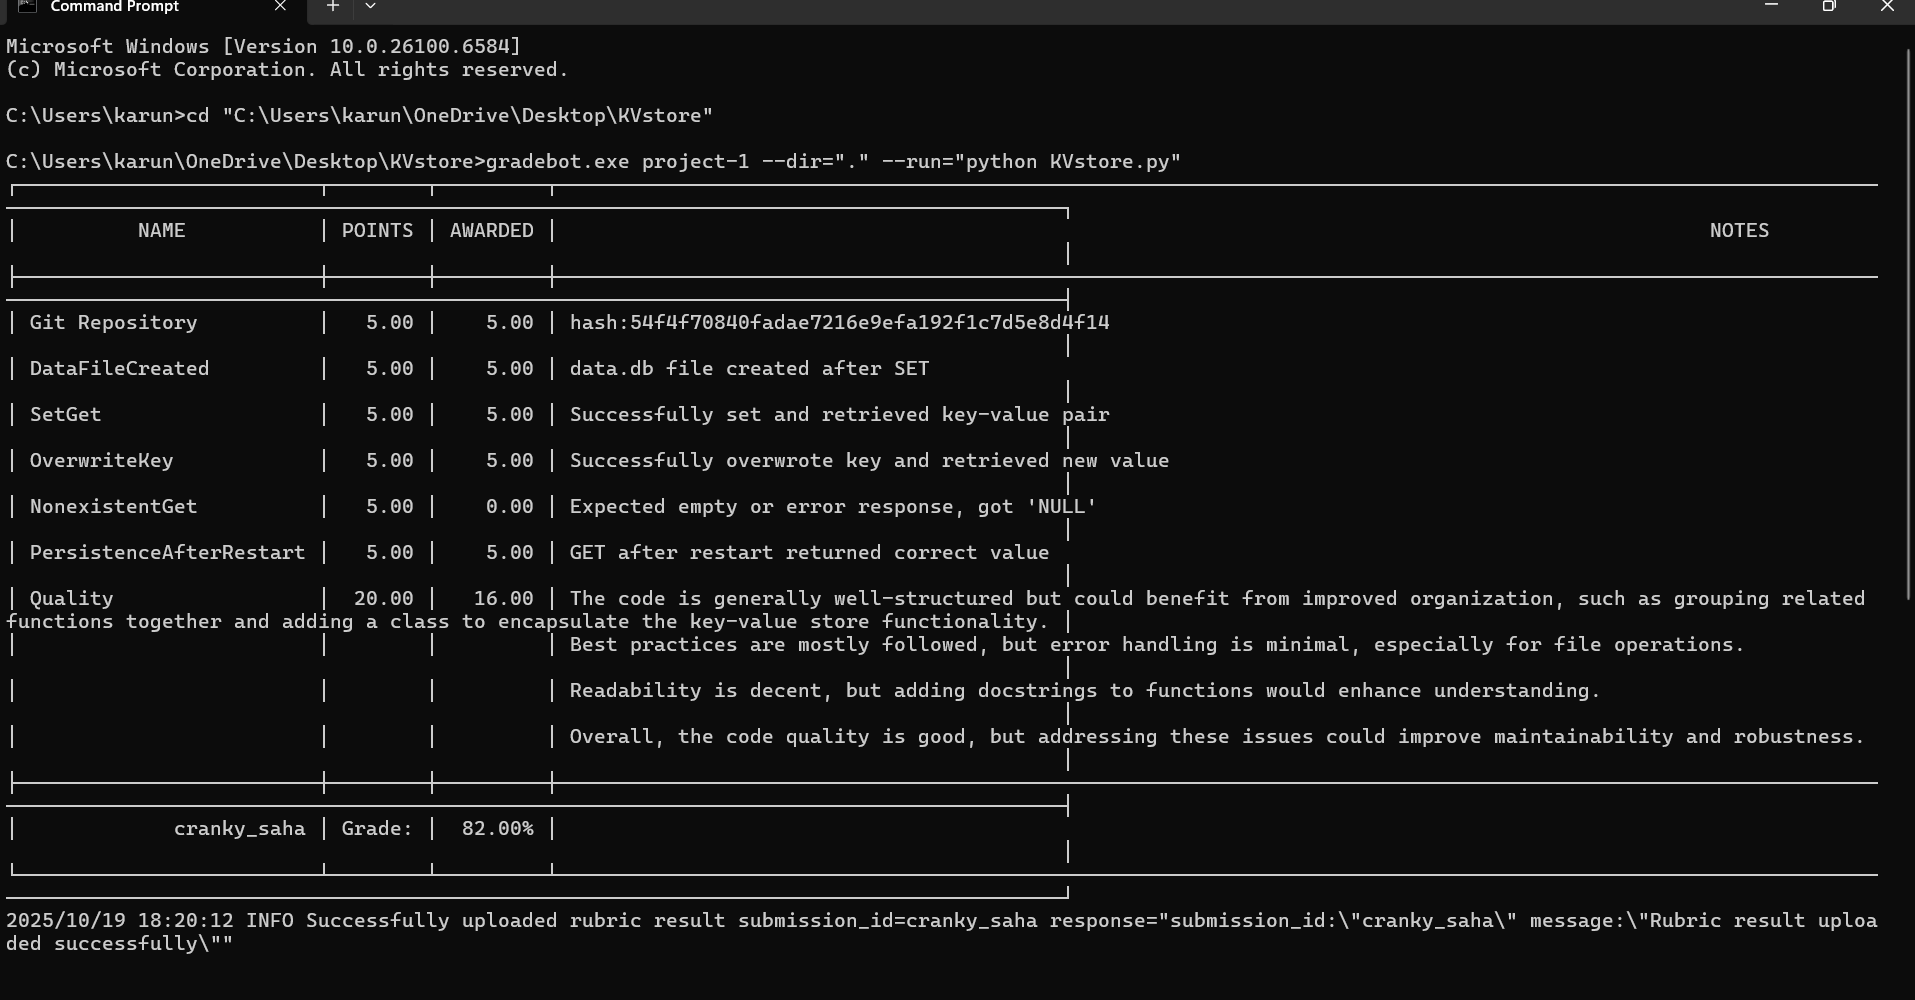 Command Prompt
Microsoft Windows [Version 10.0.26100.6584]
(c) Microsoft Corporation. All rights reserved.
C:\Users\karun>cd "C:\Users\karun\OneDrive\Desktop\KVstore"
C:\Users\karun\OneDrive\Desktop\KVstore>gradebot.exe project-1 --dir="." --run="python KVstore.py"
NAME POINTS AWARDED NOTES
Git Repository 5.00 5.00 hash:54f4f70840fadae7216e9efa192f1c7d5e8d4f14
DataFileCreated 5.00 5.00 data.db file created after SET
SetGet 5.00 5.00 Successfully set and retrieved key-value pair
OverwriteKey 5.00 5.00 Successfully overwrote key and retrieved new value
NonexistentGet 5.00 0.00 Expected empty or error response, got 'NULL'
PersistenceAfterRestart 5.00 5.00 GET after restart returned correct value
Quality 20.00 16.00 The code is generally well-structured but could benefit from improved organization, such as grouping related
functions together and adding a class to encapsulate the key-value store functionality.
Best practices are mostly followed, but error handling is minimal, especially for file operations.
Readability is decent, but adding docstrings to functions would enhance understanding.
Overall, the code quality is good, but addressing these issues could improve maintainability and robustness.
cranky_saha Grade: 82.00%
2025/10/19 18:20:12 INFO Successfully uploaded rubric result submission_id=cranky_saha response="submission_id:\"cranky_saha\" message:\"Rubric result uploa
ded successfully\""